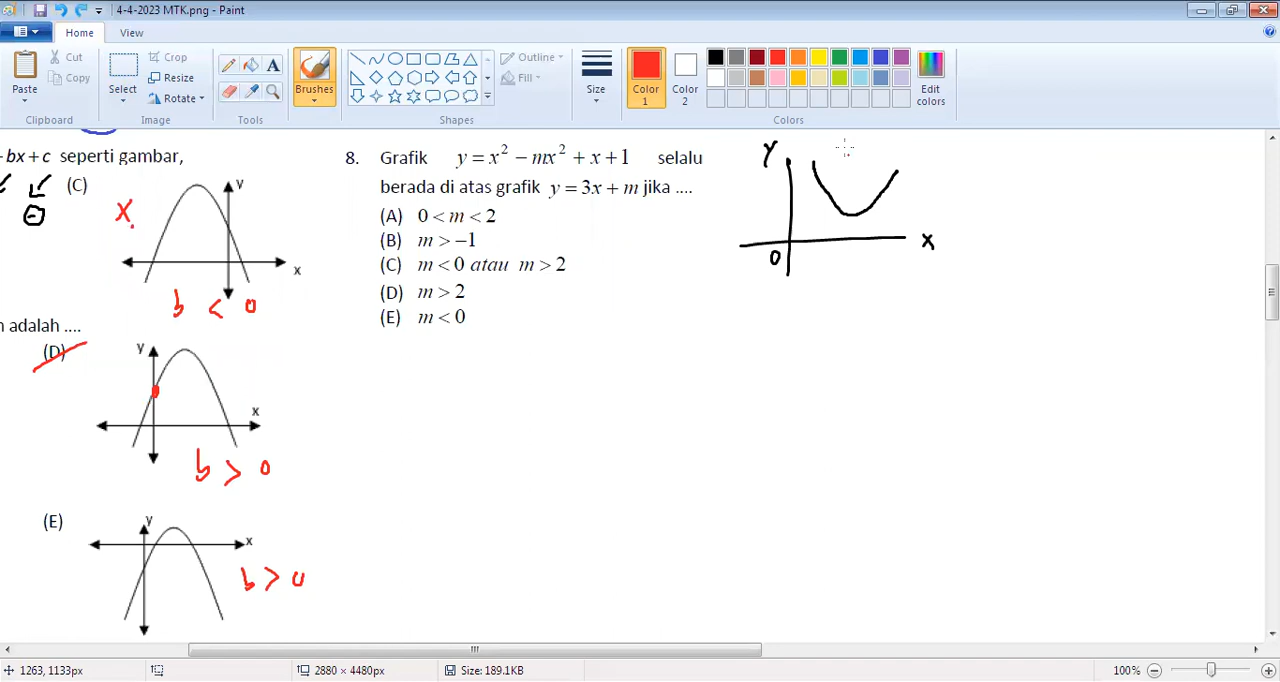 4-4-2023 MTK.png - Paint
Home
View
Paste
Cut
Copy
Clipboard
Select
Crop
Resize
Rotate
Image
Tools
Brushes
Shapes
Outline
Fill
Size
Color 1
Color 2
Edit colors
Colors
bx + c seperti gambar,
(C)
y
x
X
b < 0
n adalah ....
(D)
y
x
b > 0
(E)
y
x
b > 0
8. Grafik y = x² − mx² + x + 1 selalu
berada di atas grafik y = 3x + m jika ....
(A) 0 < m < 2
(B) m > −1
(C) m < 0 atau m > 2
(D) m > 2
(E) m < 0
Y
X
0
1263, 1133px
2880 × 4480px
Size: 189.1KB
100%